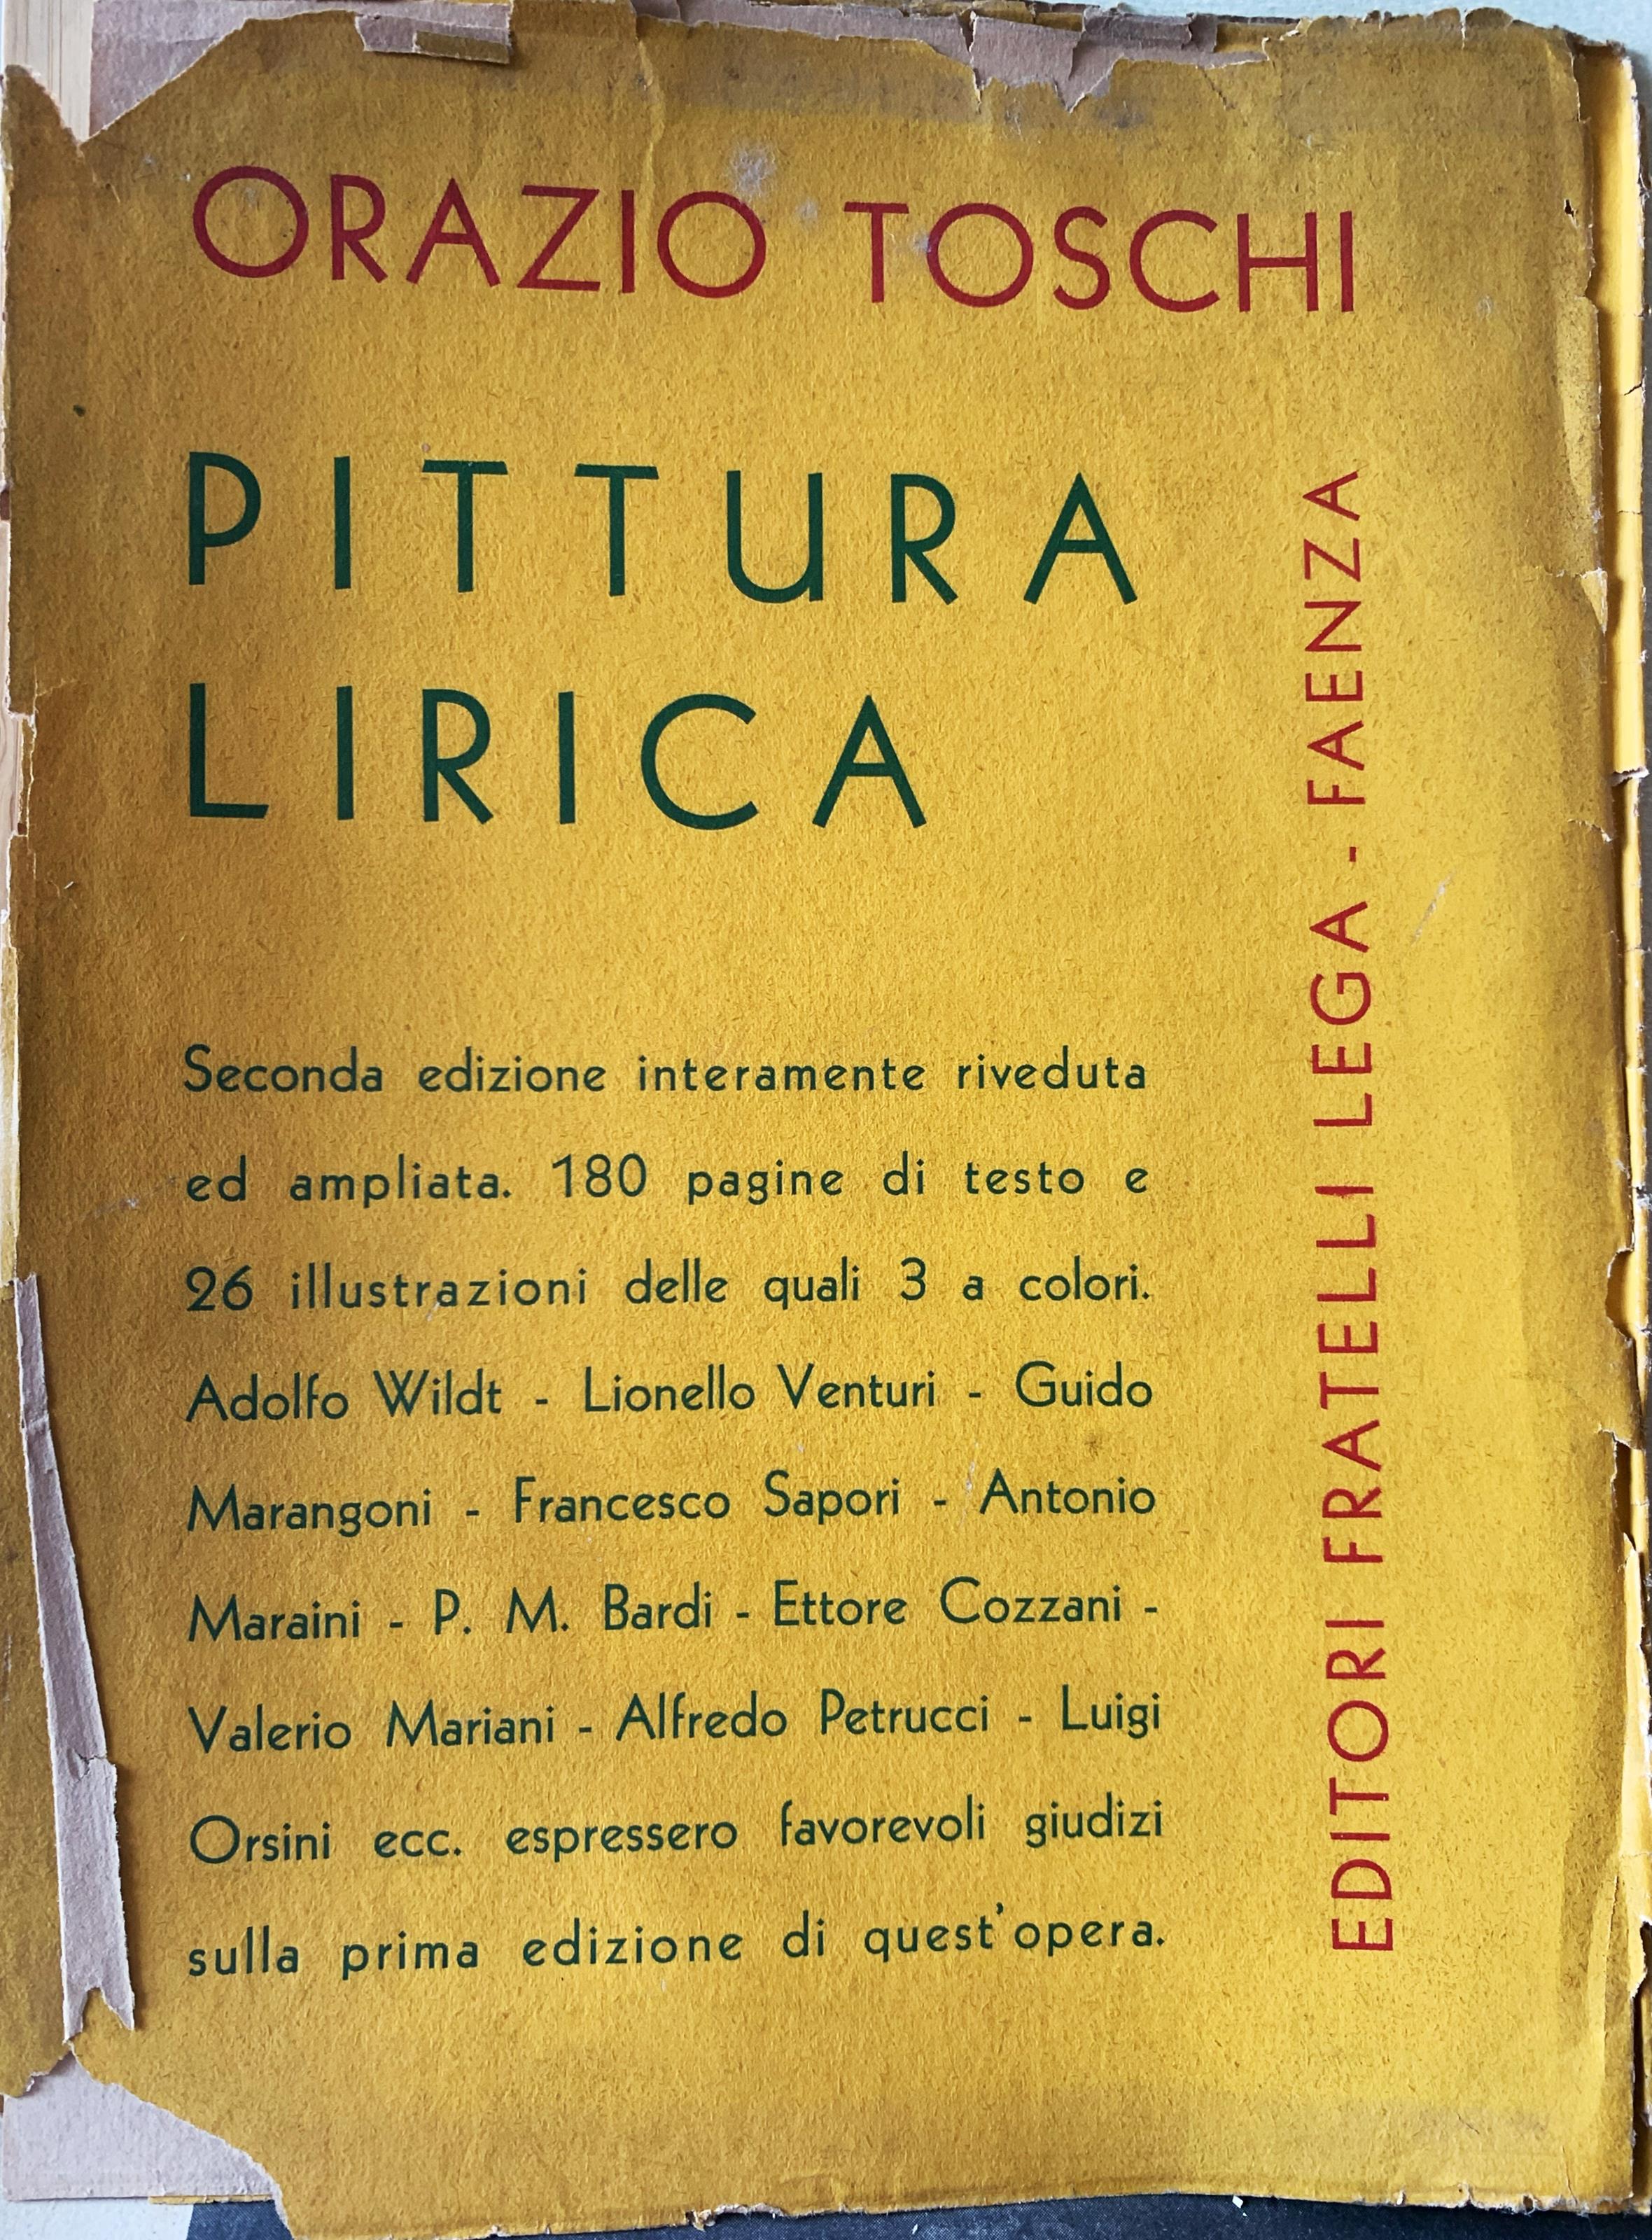 ORAZIO TOSCHI
PITTURA
LIRICA
Seconda edizione interamente riveduta
ed ampliata. 180 pagine di testo e
26 illustrazioni delle quali 3 a colori.
Adolfo Wildt - Lionello Venturi - Guido
Marangoni - Francesco Sapori - Antonio
Maraini - P. M. Bardi - Ettore Cozzani -
Valerio Mariani - Alfredo Petrucci - Luigi
Orsini ecc. espressero favorevoli giudizi
sulla prima edizione di quest'opera.
EDITORI FRATELLI LEGA - FAENZA